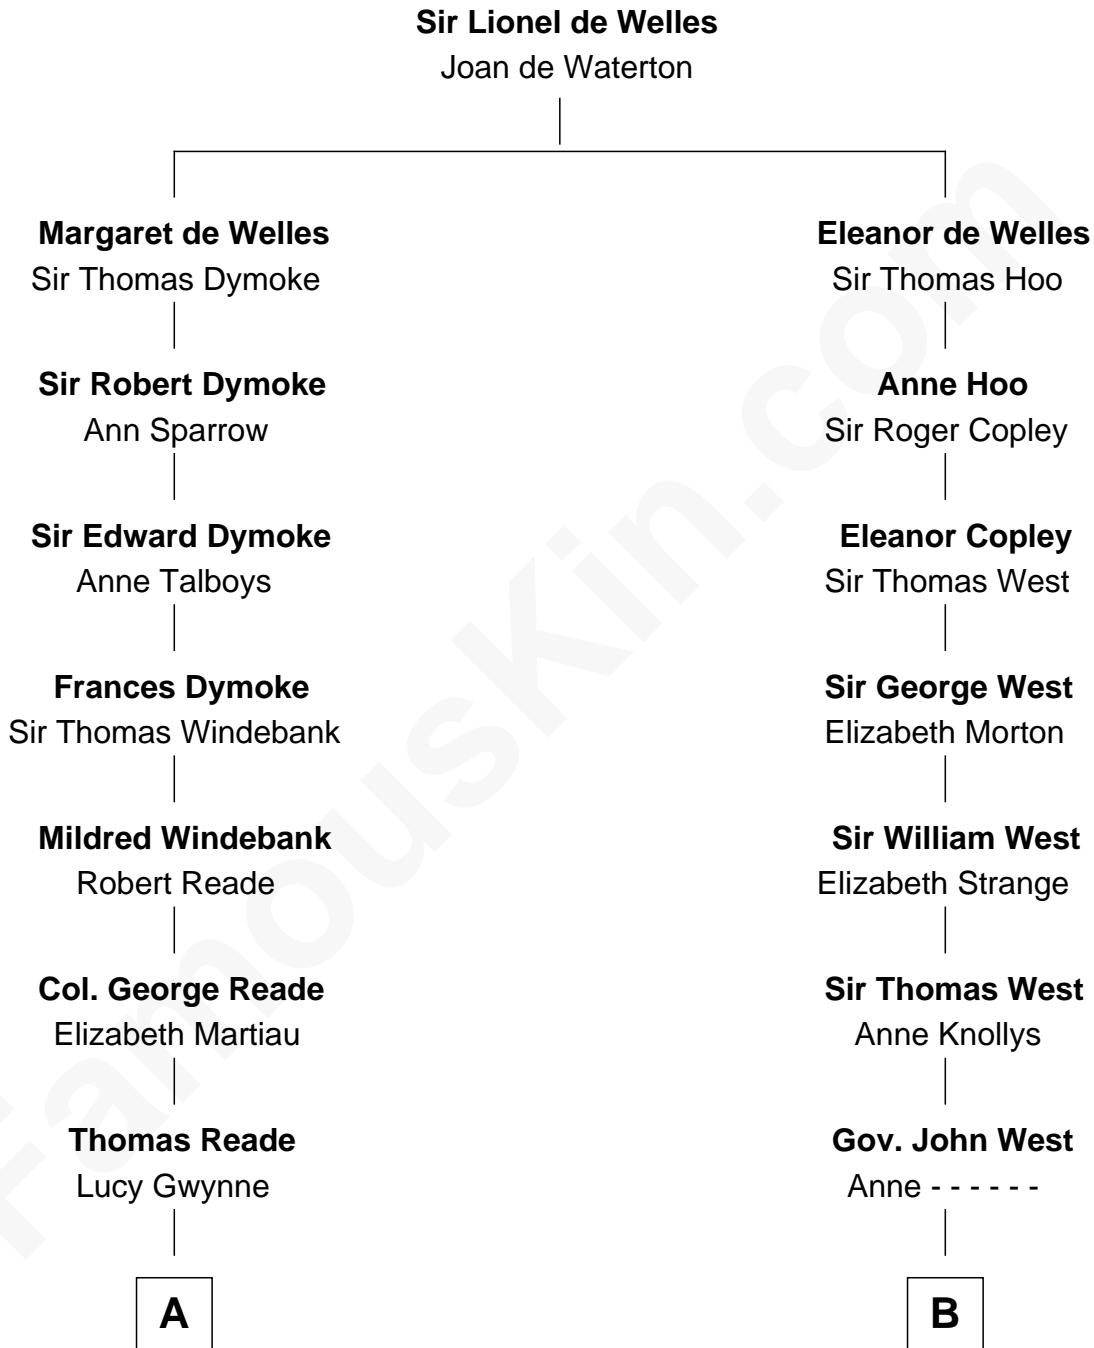 Sir Lionel de Welles
Joan de Waterton
Margaret de Welles
Sir Thomas Dymoke
Eleanor de Welles
Sir Thomas Hoo
Sir Robert Dymoke
Ann Sparrow
Anne Hoo
Sir Roger Copley
Sir Edward Dymoke
Anne Talboys
Eleanor Copley
Sir Thomas West
Frances Dymoke
Sir Thomas Windebank
Sir George West
Elizabeth Morton
Mildred Windebank
Robert Reade
Sir William West
Elizabeth Strange
Col. George Reade
Elizabeth Martiau
Sir Thomas West
Anne Knollys
Thomas Reade
Lucy Gwynne
Gov. John West
Anne - - - - - -
A
B
FamousKin.com